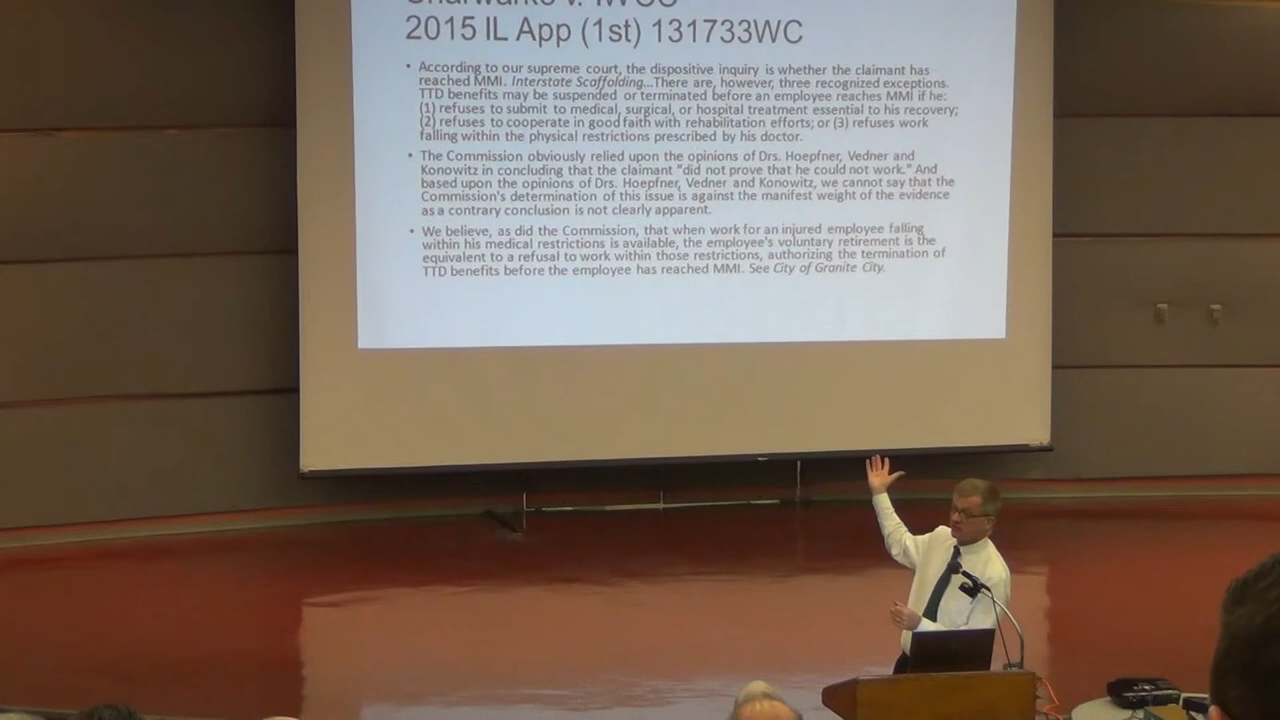 2015 IL App (1st) 131733WC
• According to our supreme court, the dispositive inquiry is whether the claimant has
reached MMI. Interstate Scaffolding...There are, however, three recognized exceptions.
TTD benefits may be suspended or terminated before an employee reaches MMI if he:
(1) refuses to submit to medical, surgical, or hospital treatment essential to his recovery;
(2) refuses to cooperate in good faith with rehabilitation efforts; or (3) refuses work
falling within the physical restrictions prescribed by his doctor.
• The Commission obviously relied upon the opinions of Drs. Hoepfner, Vedner and
Konowitz in concluding that the claimant "did not prove that he could not work." And
based upon the opinions of Drs. Hoepfner, Vedner and Konowitz, we cannot say that the
Commission's determination of this issue is against the manifest weight of the evidence
as a contrary conclusion is not clearly apparent.
• We believe, as did the Commission, that when work for an injured employee falling
within his medical restrictions is available, the employee's voluntary retirement is the
equivalent to a refusal to work within those restrictions, authorizing the termination of
TTD benefits before the employee has reached MMI. See City of Granite City.